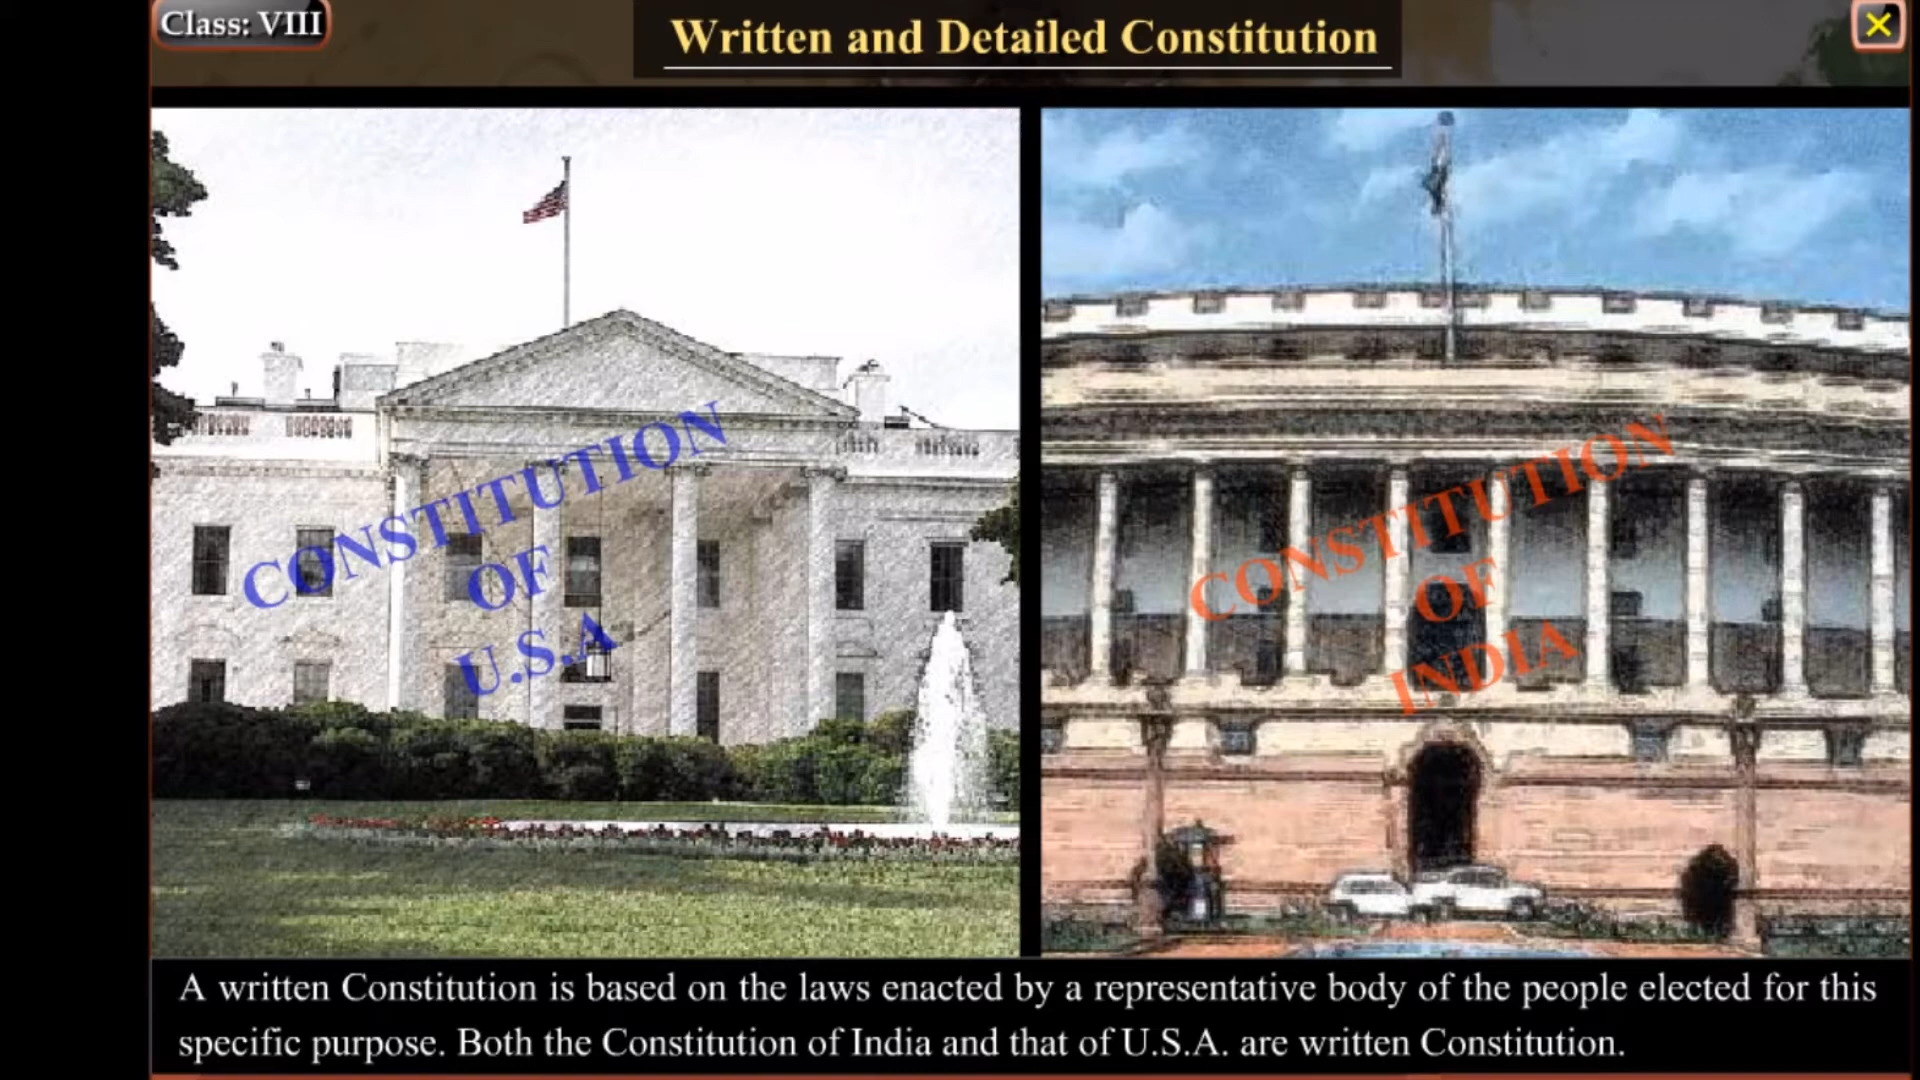 Class: VIII
Written and Detailed Constitution
CONSTITUTION
OF
U.S.A
CONSTITUTION
OF
INDIA
A written Constitution is based on the laws enacted by a representative body of the people elected for this
specific purpose. Both the Constitution of India and that of U.S.A. are written Constitution.